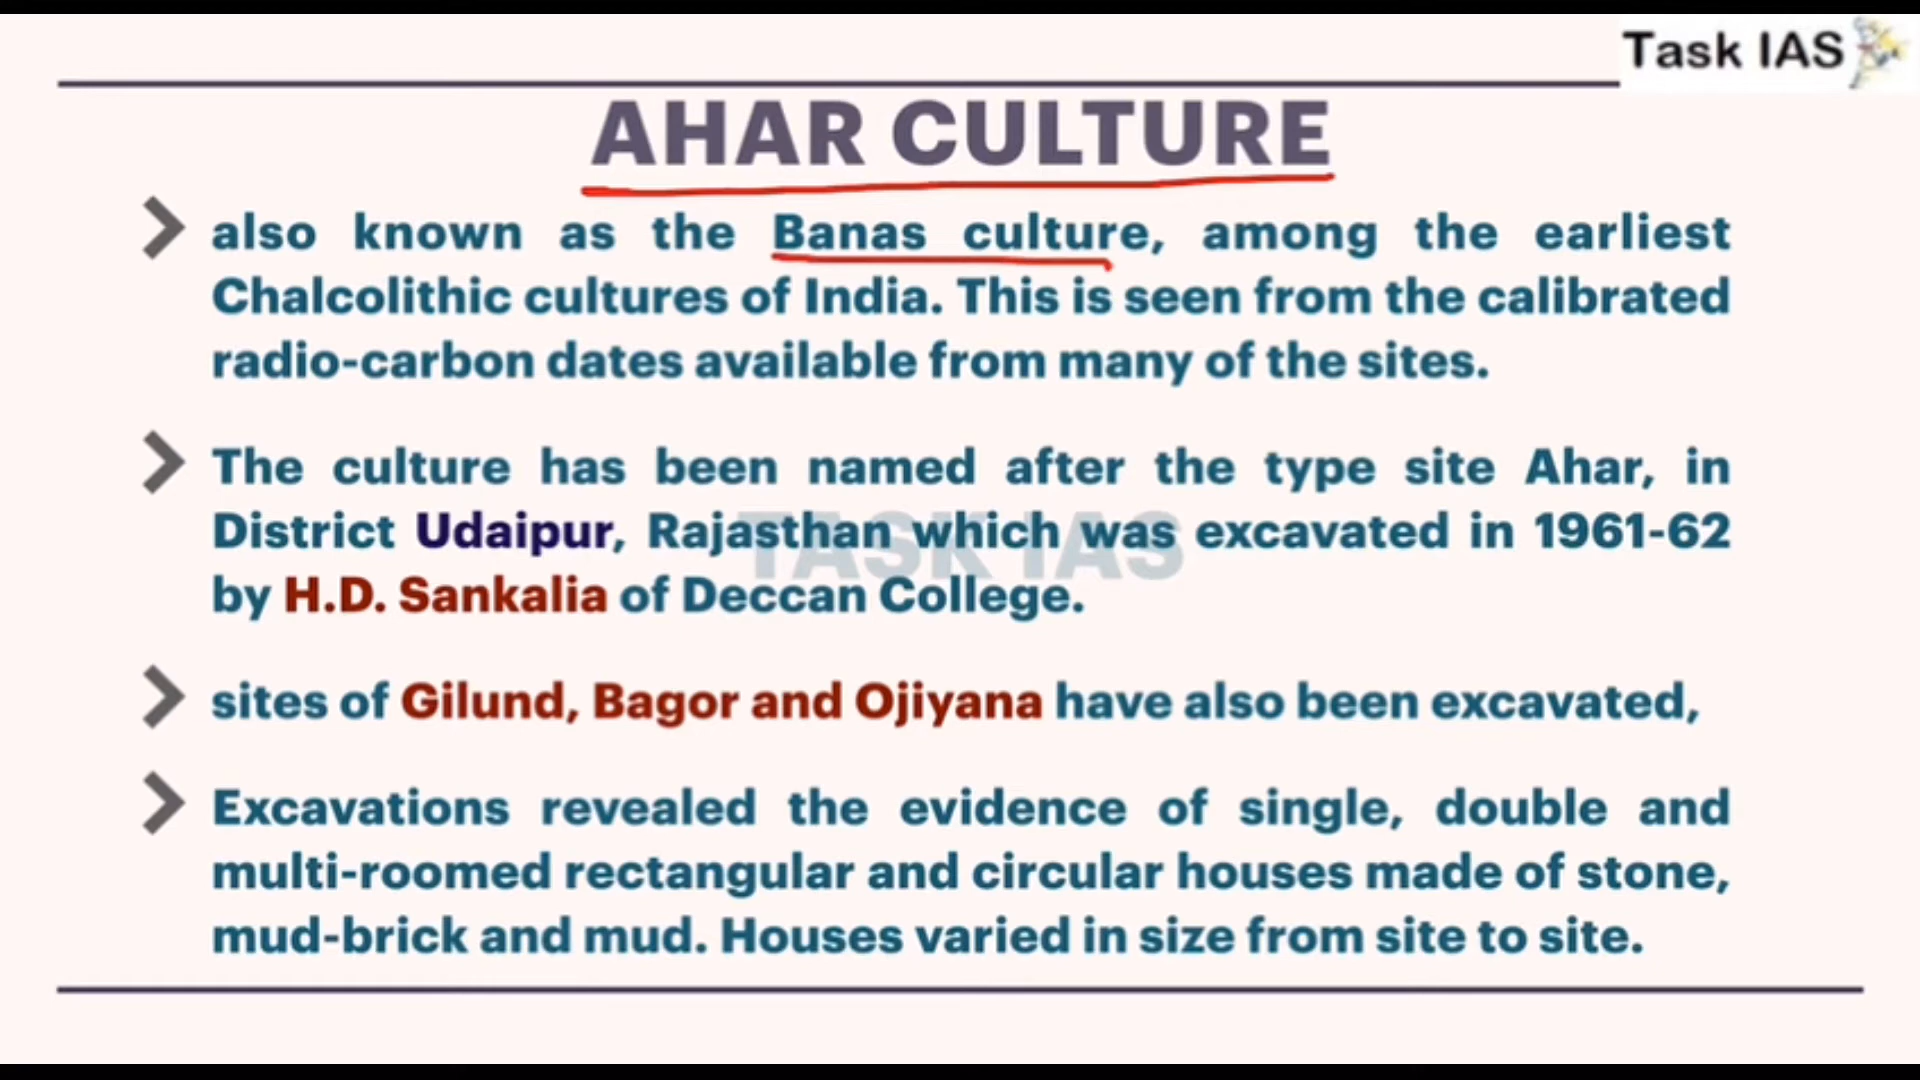 Task IAS
AHAR CULTURE
also known as the Banas culture, among the earliest
Chalcolithic cultures of India. This is seen from the calibrated
radio-carbon dates available from many of the sites.
The culture has been named after the type site Ahar, in
District Udaipur, Rajasthan which was excavated in 1961-62
TASK IAS
by H.D. Sankalia of Deccan College.
sites of Gilund, Bagor and Ojiyana have also been excavated,
Excavations revealed the evidence of single, double and
multi-roomed rectangular and circular houses made of stone,
mud-brick and mud. Houses varied in size from site to site.